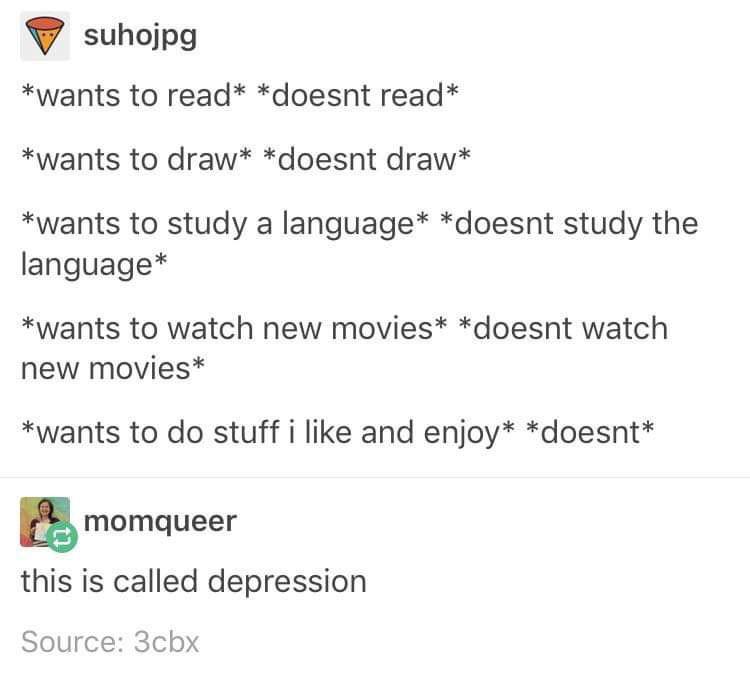 suhojpg
*wants to read* *doesnt read*
*wants to draw* *doesnt draw*
*wants to study a language* *doesnt study the
language*
*wants to watch new movies* *doesnt watch
new movies*
*wants to do stuff i like and enjoy* *doesnt*
momqueer
this is called depression
Source: 3cbx